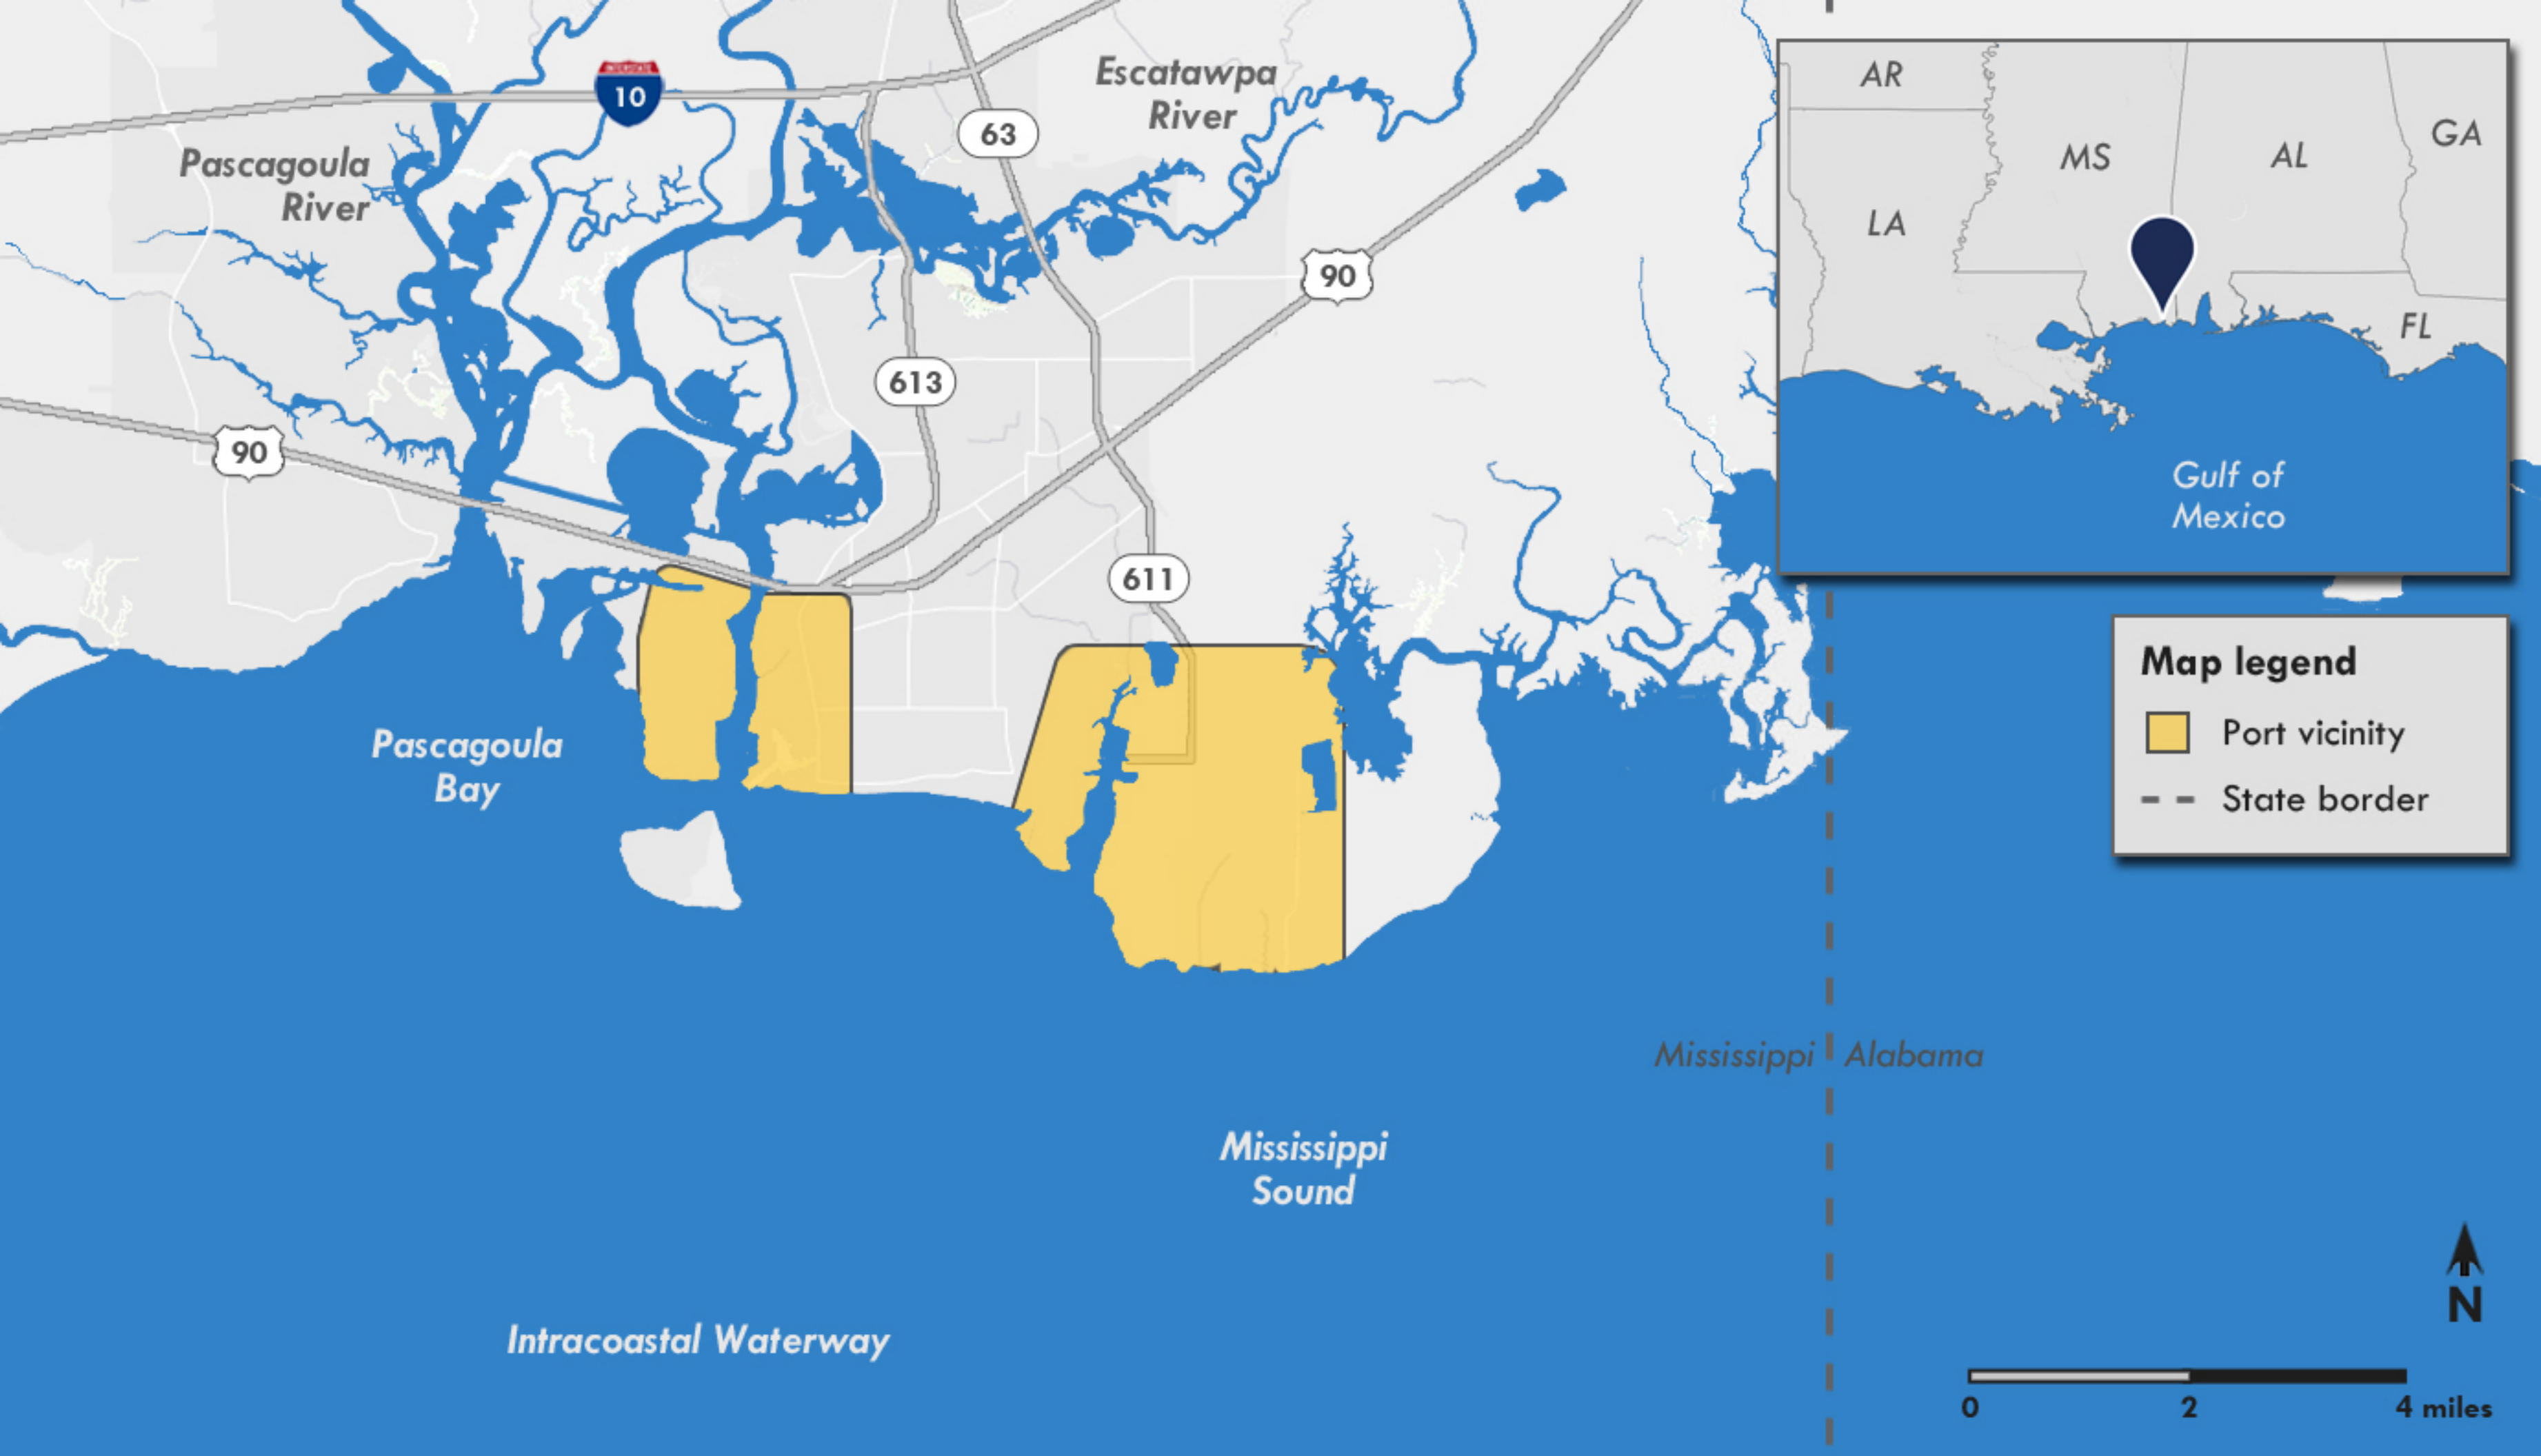 Escatawpa
River
10
63
Pascagoula
River
90
613
90
611
Pascagoula
Bay
Mississippi
Sound
Intracoastal Waterway
Mississippi
Alabama
AR
MS
AL
GA
LA
FL
Gulf of
Mexico
Map legend
Port vicinity
State border
N
0
2
4 miles